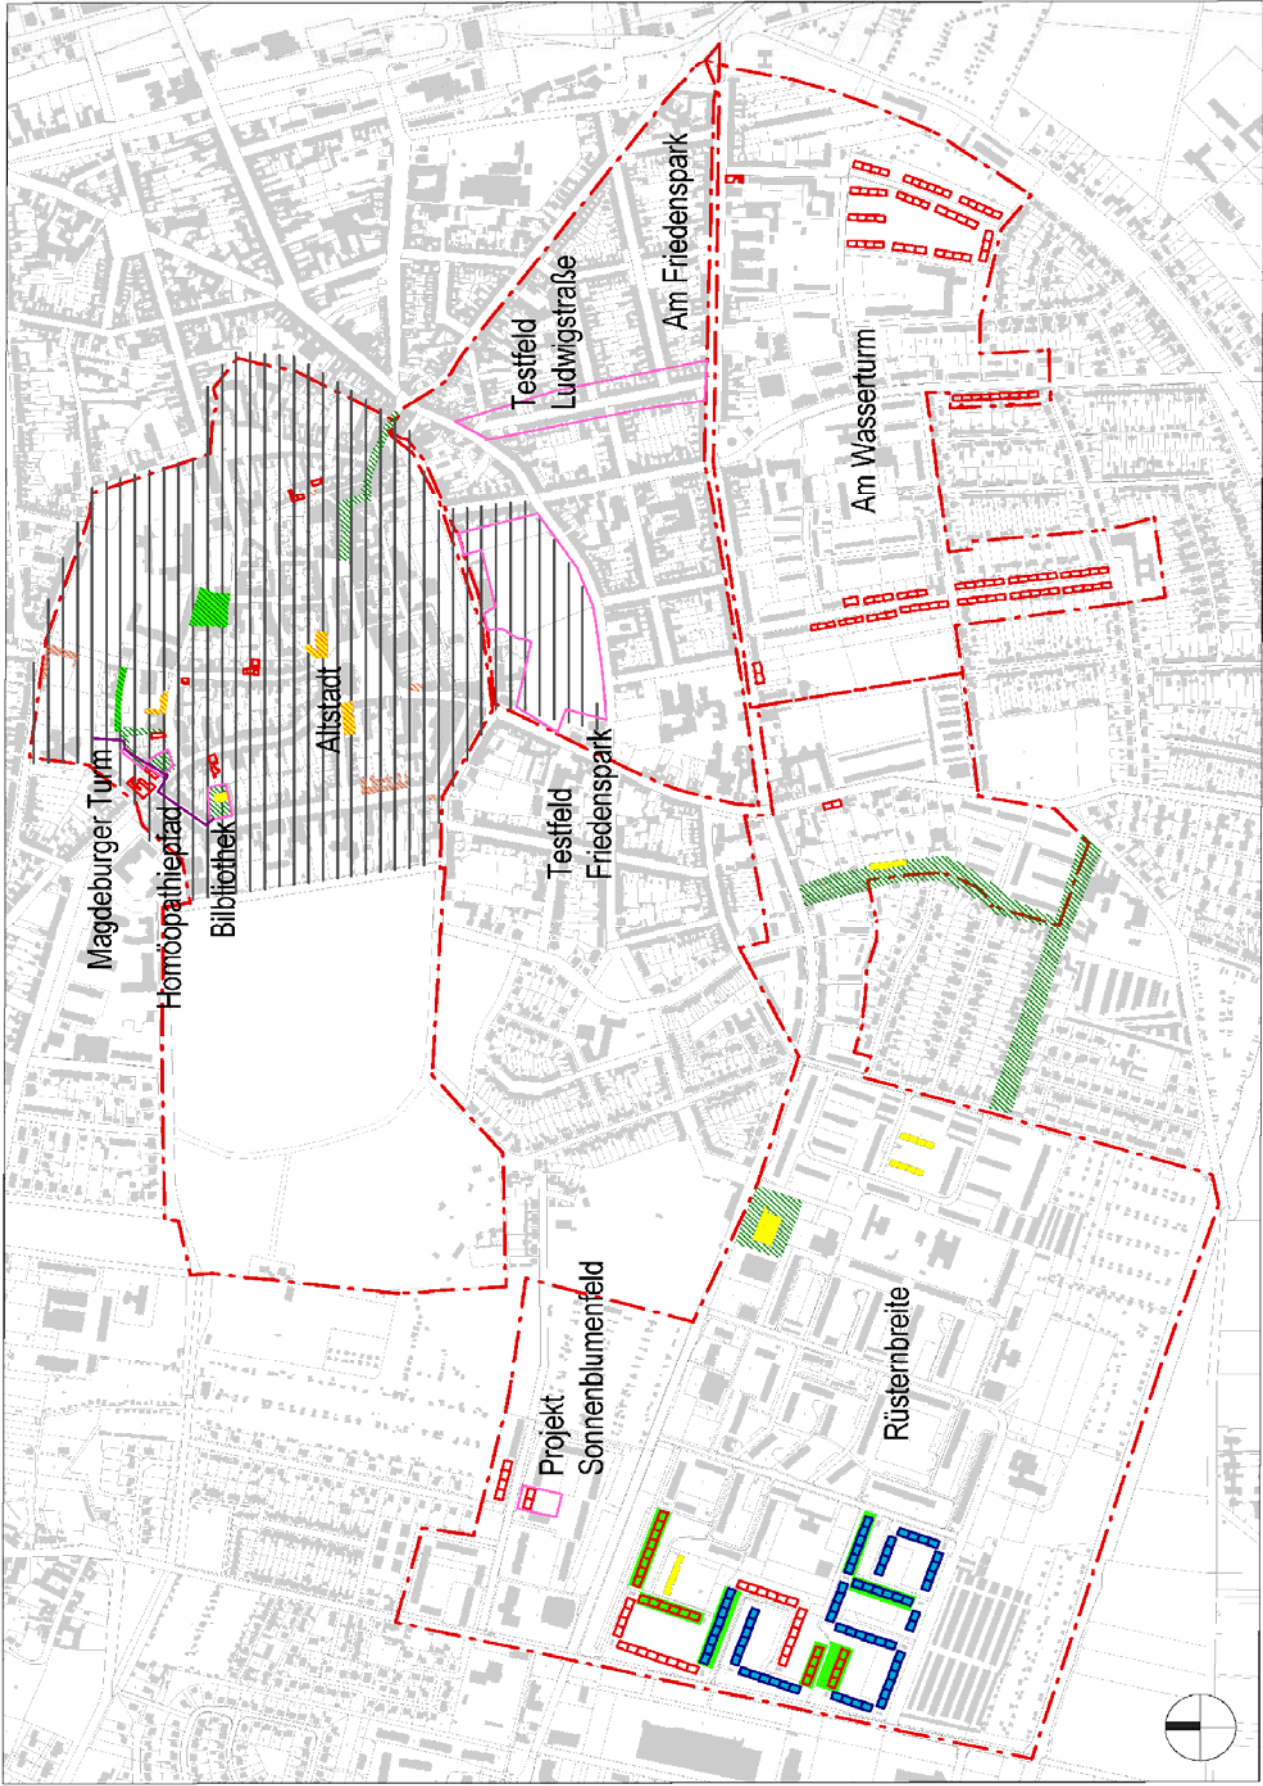 Magdeburger Turm
Homöopathiepfad
Bilbliothek
Altstadt
Testfeld
Ludwigstraße
Am Friedenspark
Testfeld
Friedenspark
Am Wasserturm
Projekt
Sonnenblumenfeld
Rüsternbreite